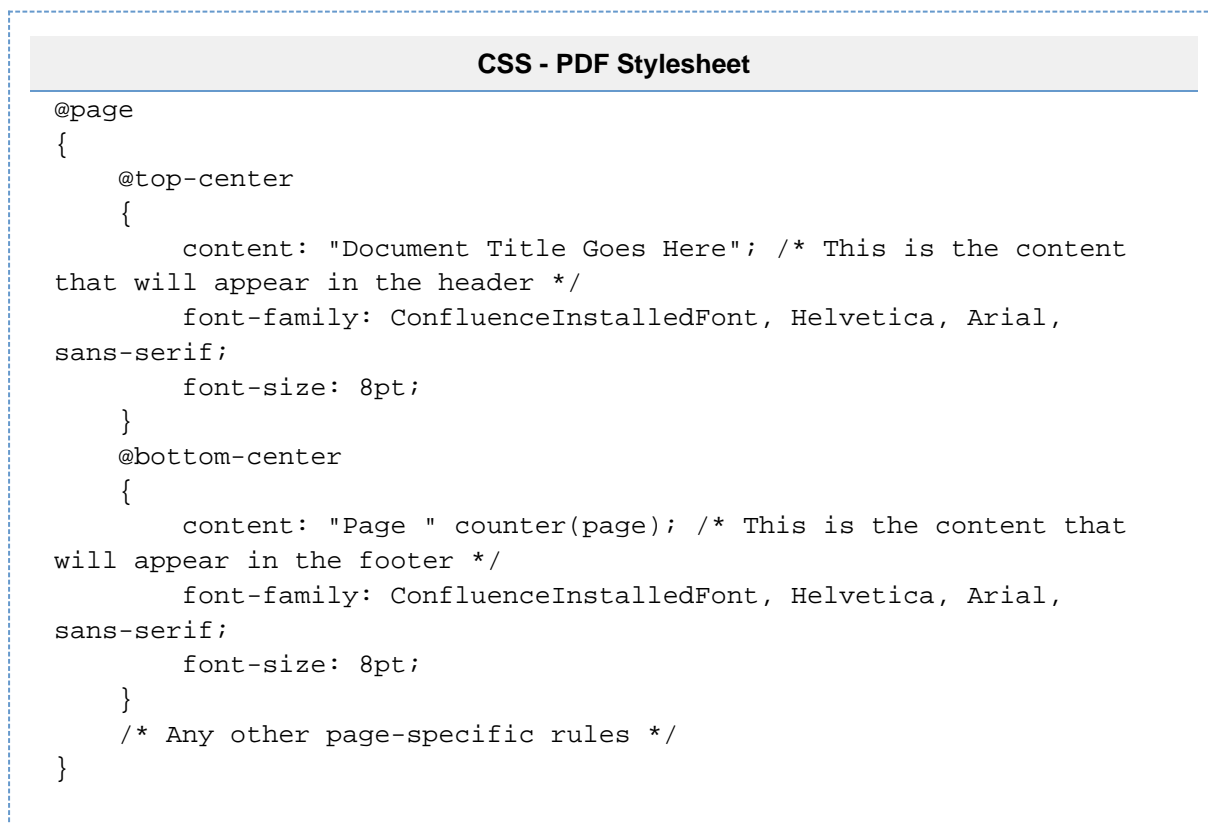 CSS - PDF Stylesheet
@page
{
    @top-center
    {
        content: "Document Title Goes Here"; /* This is the content
that will appear in the header */
        font-family: ConfluenceInstalledFont, Helvetica, Arial,
sans-serif;
        font-size: 8pt;
    }
    @bottom-center
    {
        content: "Page " counter(page); /* This is the content that
will appear in the footer */
        font-family: ConfluenceInstalledFont, Helvetica, Arial,
sans-serif;
        font-size: 8pt;
    }
    /* Any other page-specific rules */
}